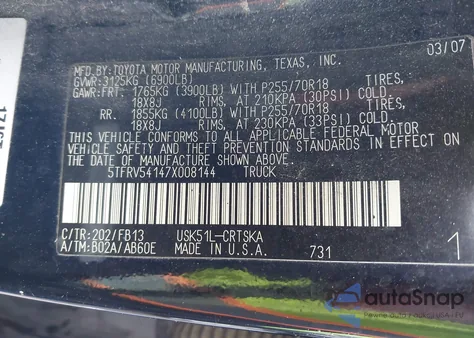 MFD. BY: TOYOTA MOTOR MANUFACTURING, TEXAS, INC. 03/07
GVWR: 3125KG (6900LB)
GAWR: FRT. 1765KG (3900LB) WITH P255/70R18 TIRES,
18X8J RIMS, AT 210KPA (30PSI) COLD.
RR. 1855KG (4100LB) WITH P255/70R18 TIRES,
18X8J RIMS, AT 230KPA (33PSI) COLD.
THIS VEHICLE CONFORMS TO ALL APPLICABLE FEDERAL MOTOR
VEHICLE SAFETY AND THEFT PREVENTION STANDARDS IN EFFECT
ON THE DATE OF MANUFACTURE SHOWN ABOVE.
5TFRV54147X008144 TRUCK
C/TR: 202/FB13 USK51L-CRTSKA
A/TM: B02A/AB60E MADE IN U.S.A. 731 1
autoSnap